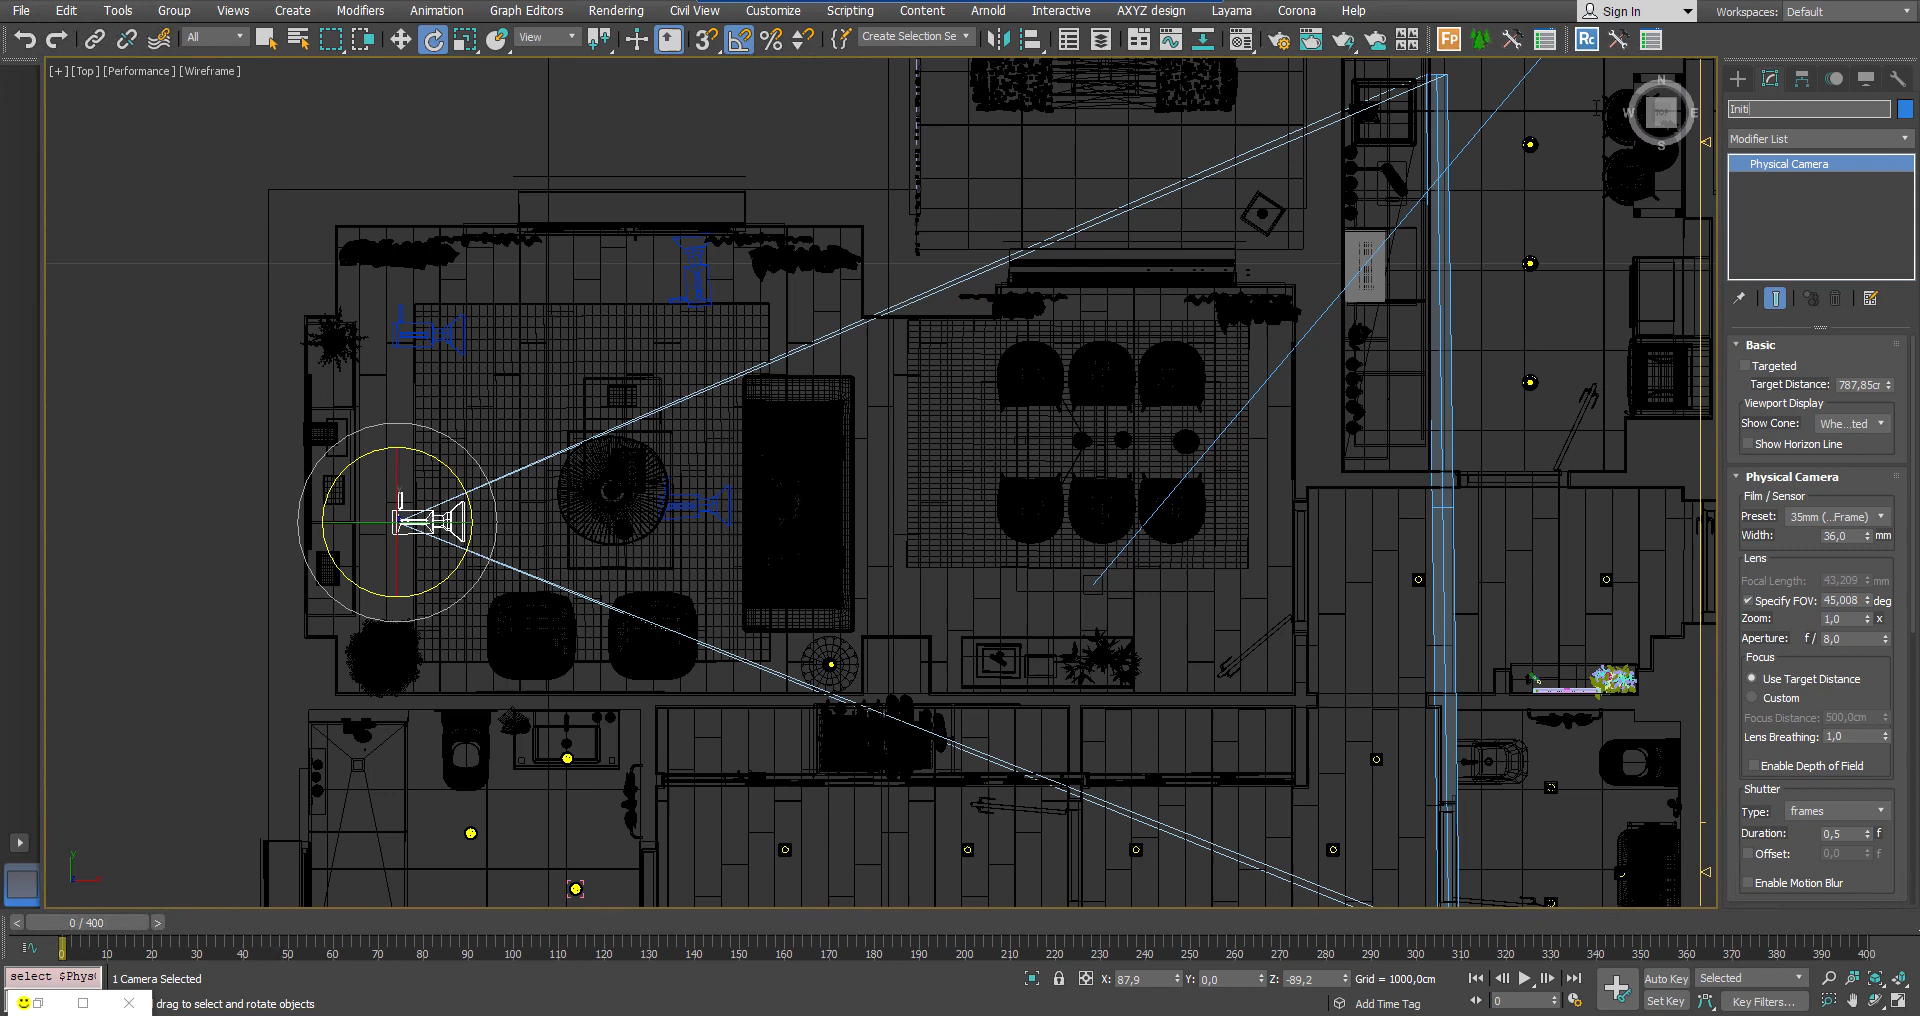 File Edit Tools Group Views Create Modifiers Animation Graph Editors Rendering Civil View Customize Scripting Content Arnold Interactive AXYZ design Layama Corona Help
Sign In
Workspaces: Default
All
View
Create Selection Se
Fp
Rc
[+] [Top] [Performance] [Wireframe]
N
W TOP E
S
Initi
Modifier List
Physical Camera
Basic
Targeted
Target Distance: 787,85cr
Viewport Display
Show Cone: Whe...ted
Show Horizon Line
Physical Camera
Film / Sensor
Preset: 35mm (...Frame)
Width: 36,0 mm
Lens
Focal Length: 43,209 mm
Specify FOV: 45,008 deg
Zoom: 1,0 x
Aperture: f / 8,0
Focus
Use Target Distance
Custom
Focus Distance: 500,0cm
Lens Breathing: 1,0
Enable Depth of Field
Shutter
Type: frames
Duration: 0,5 f
Offset: 0,0 f
Enable Motion Blur
y
< 0 / 400 >
0 10 20 30 40 50 60 70 80 90 100 110 120 130 140 150 160 170 180 190 200 210 220 230 240 250 260 270 280 290 300 310 320 330 340 350 360 370 380 390 400
select $Phys
1 Camera Selected
X: 87,9 Y: 0,0 Z: -89,2 Grid = 1000,0cm
Auto Key Selected
drag to select and rotate objects
Add Time Tag
0
Set Key Key Filters...